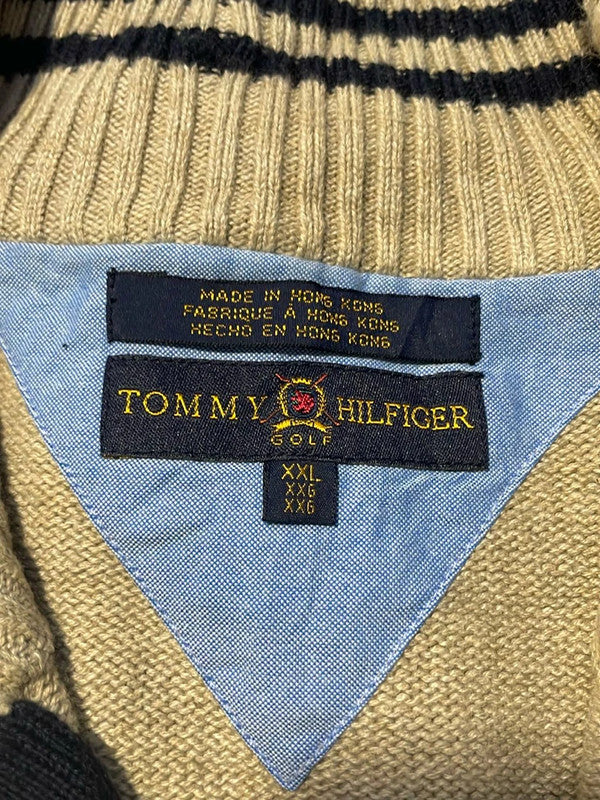 MADE IN HONG KONG
FABRIQUE À HONG KONG
HECHO EN HONG KONG
TOMMY HILFIGER
GOLF
XXL
XXG
XXG